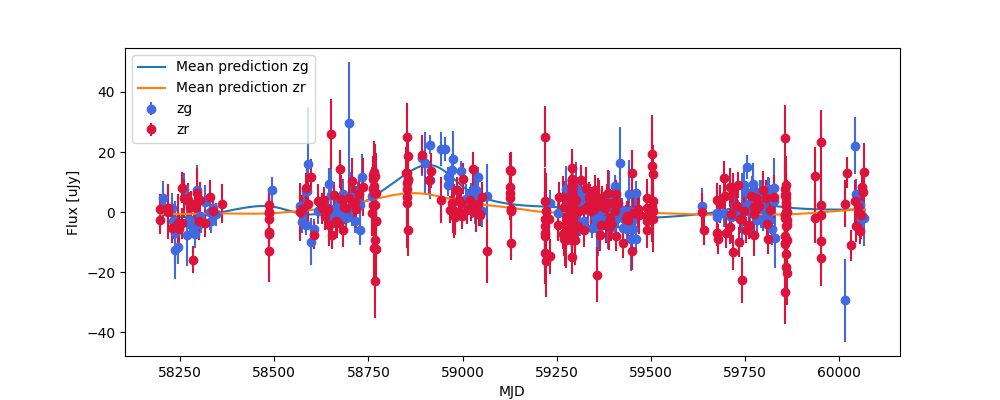 Mean prediction zg
Mean prediction zr
zg
zr
Flux [uJy]
40
20
0
−20
−40
58250
58500
58750
59000
59250
59500
59750
60000
MJD